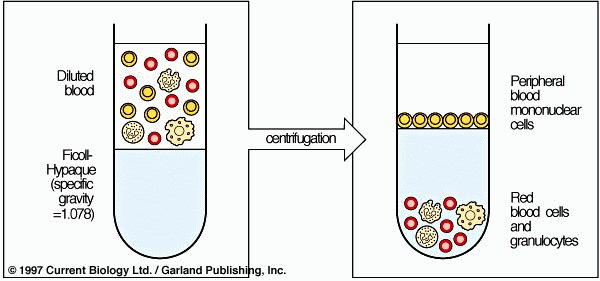 Diluted
blood
Ficoll-
Hypaque
(specific
gravity
=1.078)
centrifugation
Peripheral
blood
mononuclear
cells
Red
blood cells
and
granulocytes
© 1997 Current Biology Ltd. / Garland Publishing, Inc.